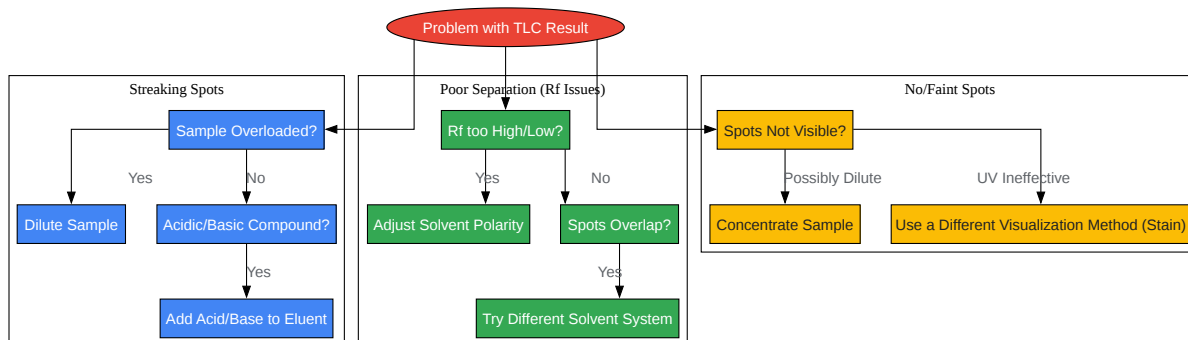 Problem with TLC Result
Streaking Spots
Poor Separation (Rf Issues)
No/Faint Spots
Sample Overloaded?
Rf too High/Low?
Spots Not Visible?
Yes
No
Yes
No
Possibly Dilute
UV Ineffective
Dilute Sample
Acidic/Basic Compound?
Adjust Solvent Polarity
Spots Overlap?
Concentrate Sample
Use a Different Visualization Method (Stain)
Yes
Yes
Add Acid/Base to Eluent
Try Different Solvent System